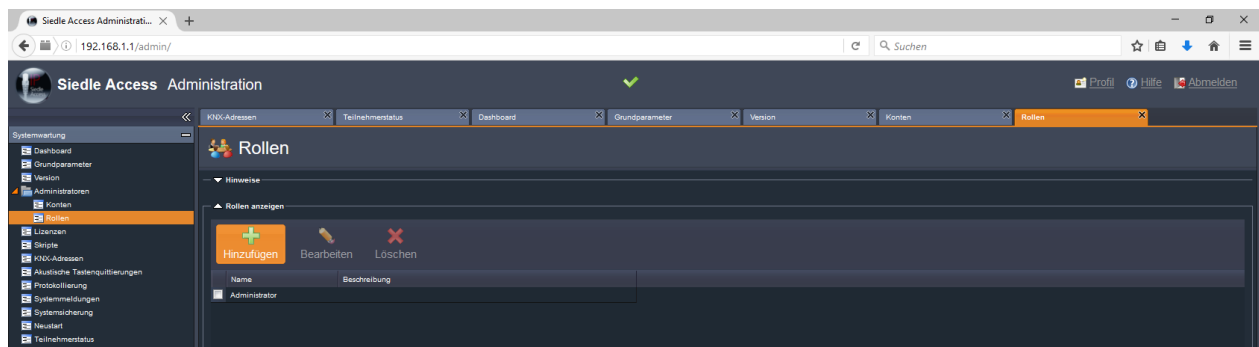 Siedle Access Administrati...
192.168.1.1/admin/
Suchen
Siedle Access Administration
Profil
Hilfe
Abmelden
KNX-Adressen
Teilnehmerstatus
Dashboard
Grundparameter
Version
Konten
Rollen
Systemwartung
Dashboard
Grundparameter
Version
Administratoren
Konten
Rollen
Lizenzen
Skripte
KNX-Adressen
Akustische Tastenquittierungen
Protokollierung
Systemmeldungen
Systemsicherung
Neustart
Teilnehmerstatus
Rollen
Hinweise
Rollen anzeigen
Hinzufügen
Bearbeiten
Löschen
Name
Beschreibung
Administrator